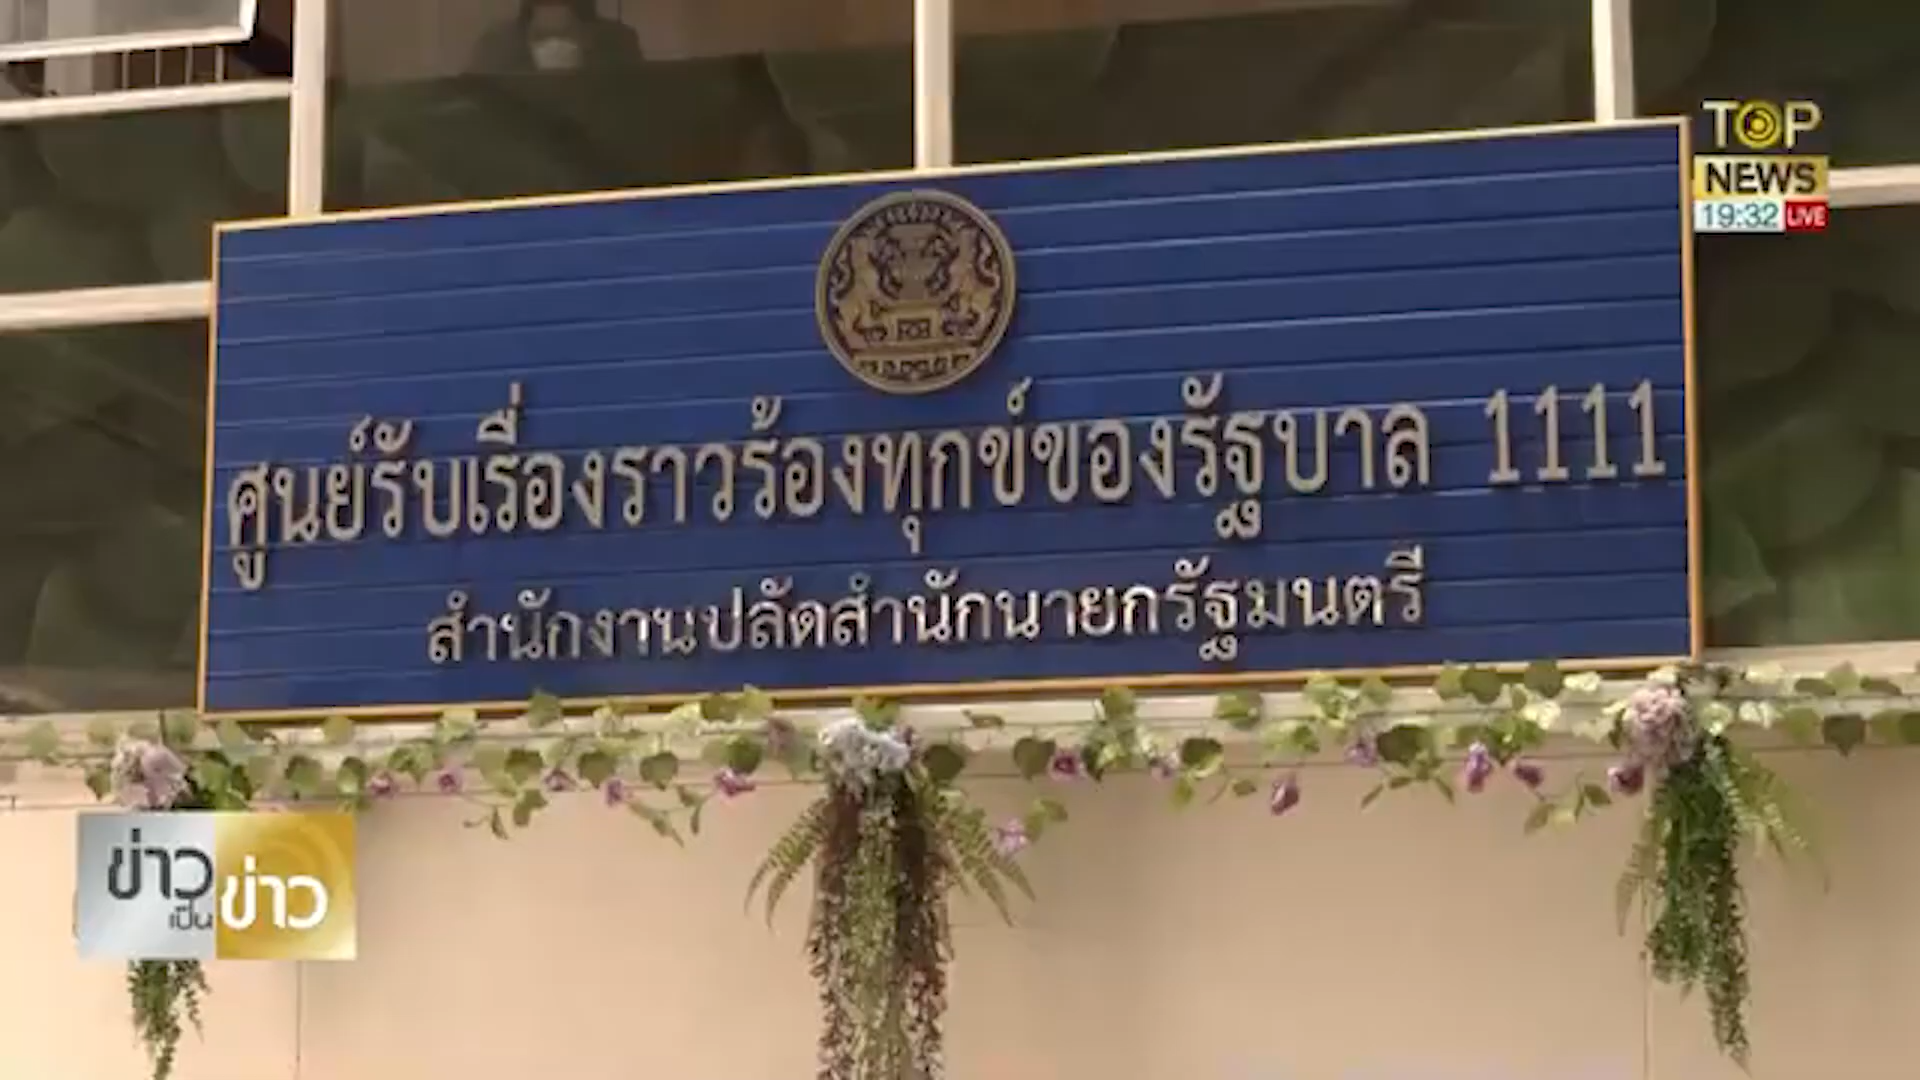 TOP
NEWS
19:32 LIVE
ศูนย์รับเรื่องราวร้องทุกข์ของรัฐบาล 1111
สำนักงานปลัดสำนักนายกรัฐมนตรี
ข่าว
เป็น
ข่าว